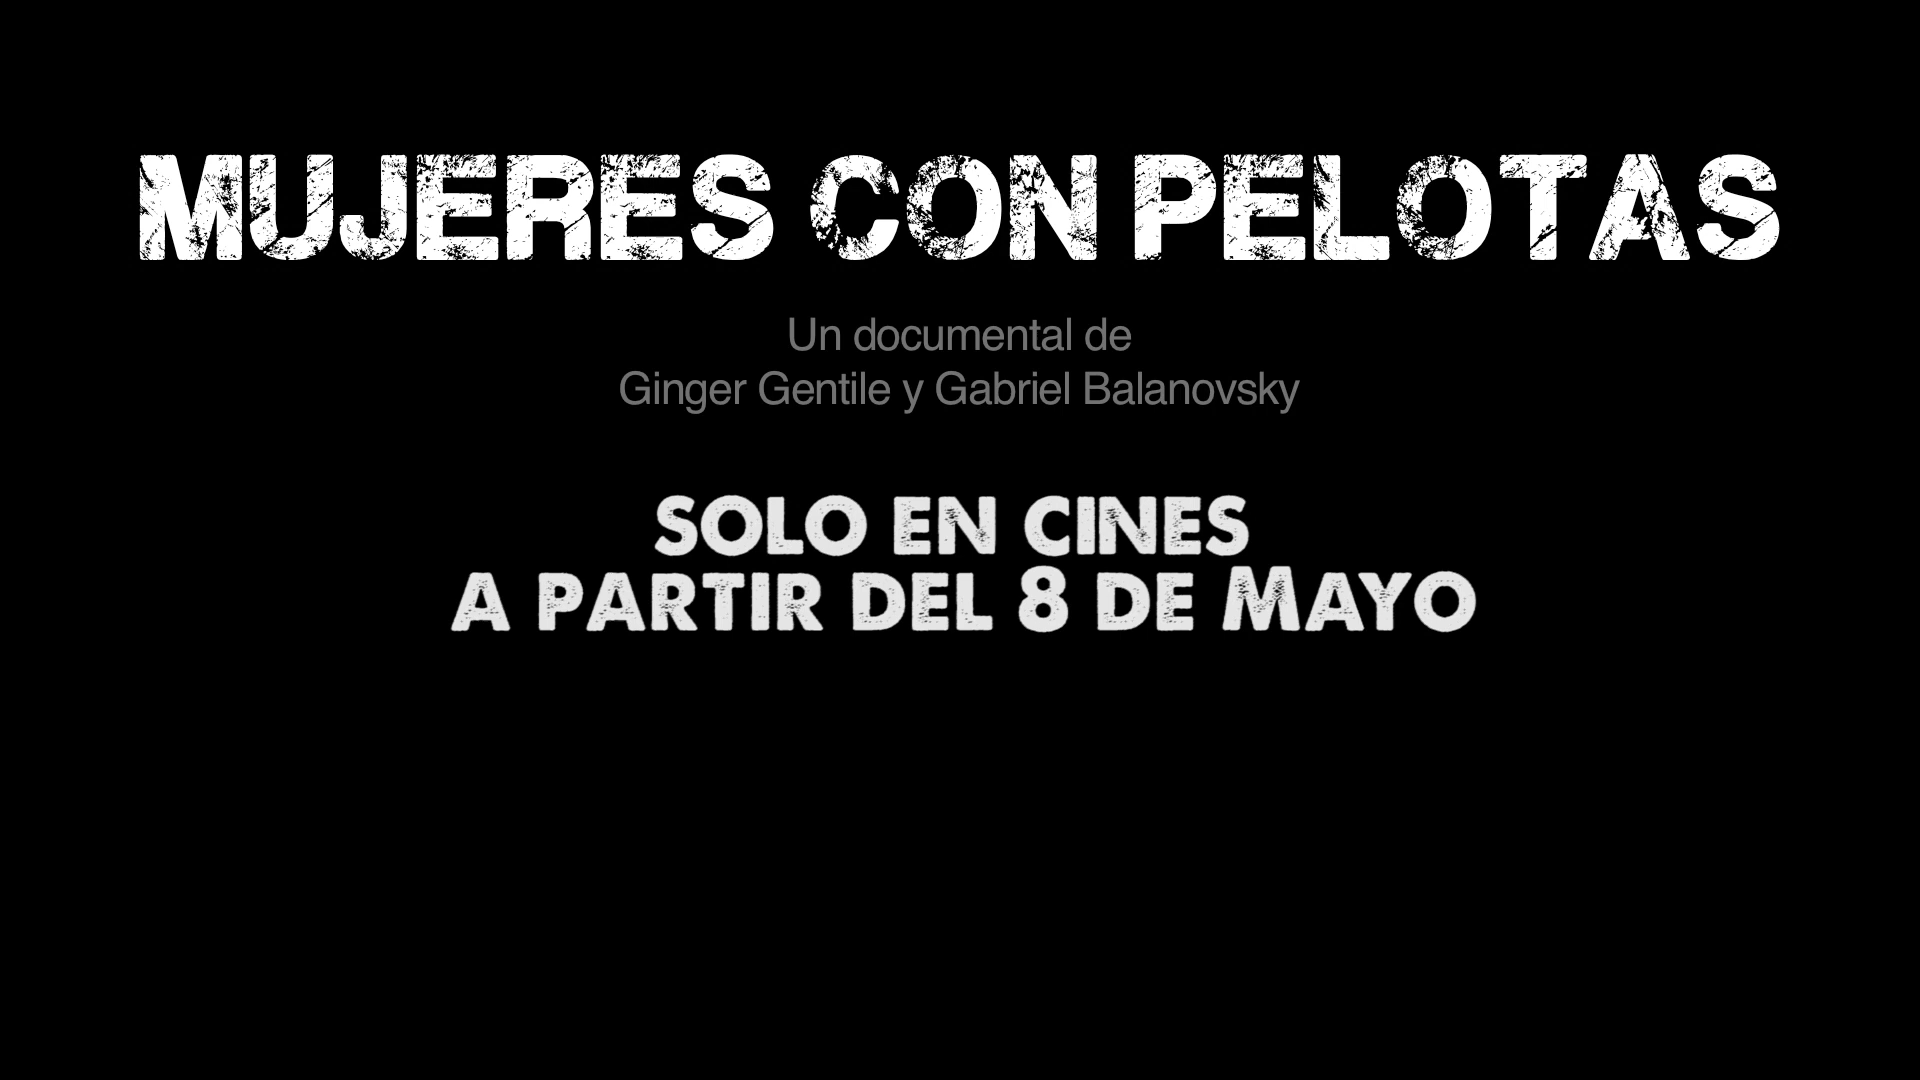 MUJERES CON PELOTAS
Un documental de
Ginger Gentile y Gabriel Balanovsky
SOLO EN CINES
A PARTIR DEL 8 DE MAYO